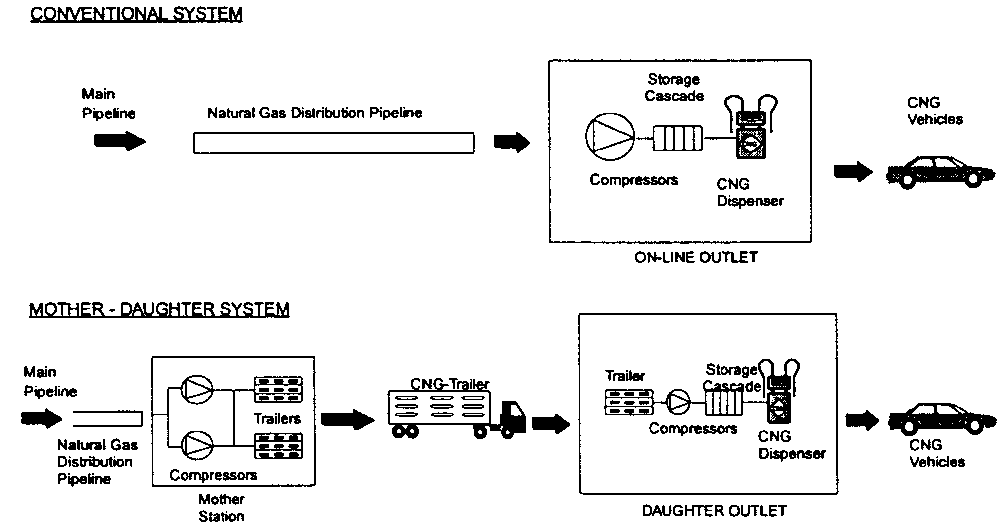 CONVENTIONAL SYSTEM
Main
Pipeline
Natural Gas Distribution Pipeline
Storage
Cascade
Compressors
CNG
CNG
Dispenser
ON-LINE OUTLET
CNG
Vehicles
MOTHER - DAUGHTER SYSTEM
Main
Pipeline
Natural Gas
Distribution
Pipeline
Trailers
Compressors
Mother
Station
CNG-Trailer
Trailer
Storage
Cascade
Compressors
CNG
Dispenser
DAUGHTER OUTLET
CNG
Vehicles